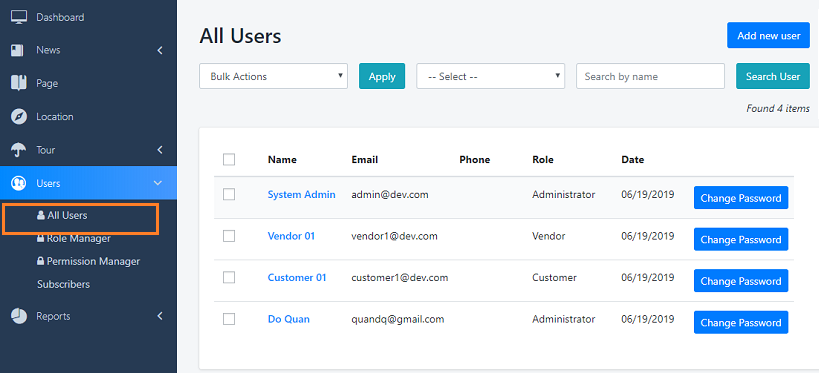 Dashboard
News
Page
Location
Tour
Users
All Users
Role Manager
Permission Manager
Subscribers
Reports
All Users
Add new user
Bulk Actions Apply -- Select -- Search by name Search User
Found 4 items
Name Email Phone Role Date
System Admin admin@dev.com Administrator 06/19/2019 Change Password
Vendor 01 vendor1@dev.com Vendor 06/19/2019 Change Password
Customer 01 customer1@dev.com Customer 06/19/2019 Change Password
Do Quan quandq@gmail.com Administrator 06/19/2019 Change Password